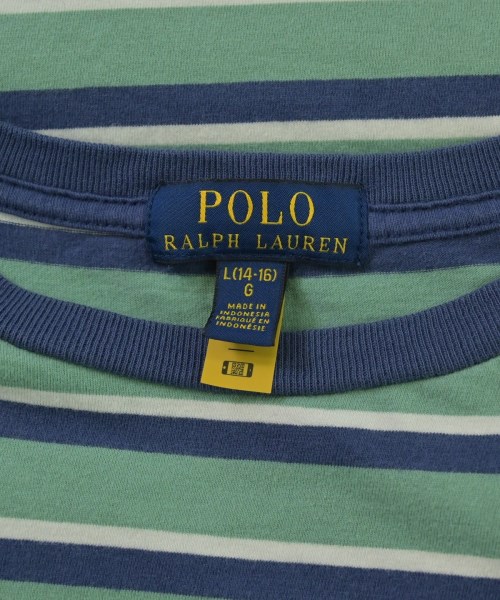 POLO
RALPH LAUREN
L(14-16)
G
MADE IN
INDONESIA
FABRIQUÉ EN
INDONÉSIE